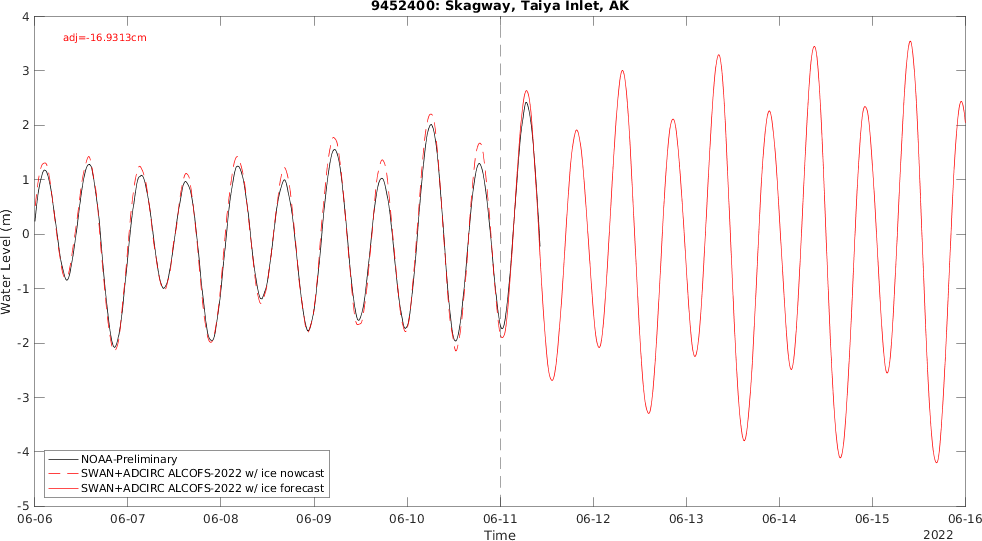 9452400: Skagway, Taiya Inlet, AK
4
adj=-16.9313cm
3
2
1
0
-1
-2
-3
-4
-5
Water Level (m)
NOAA-Preliminary
SWAN+ADCIRC ALCOFS-2022 w/ ice nowcast
SWAN+ADCIRC ALCOFS-2022 w/ ice forecast
06-06 06-07 06-08 06-09 06-10 06-11 06-12 06-13 06-14 06-15 06-16
Time
2022